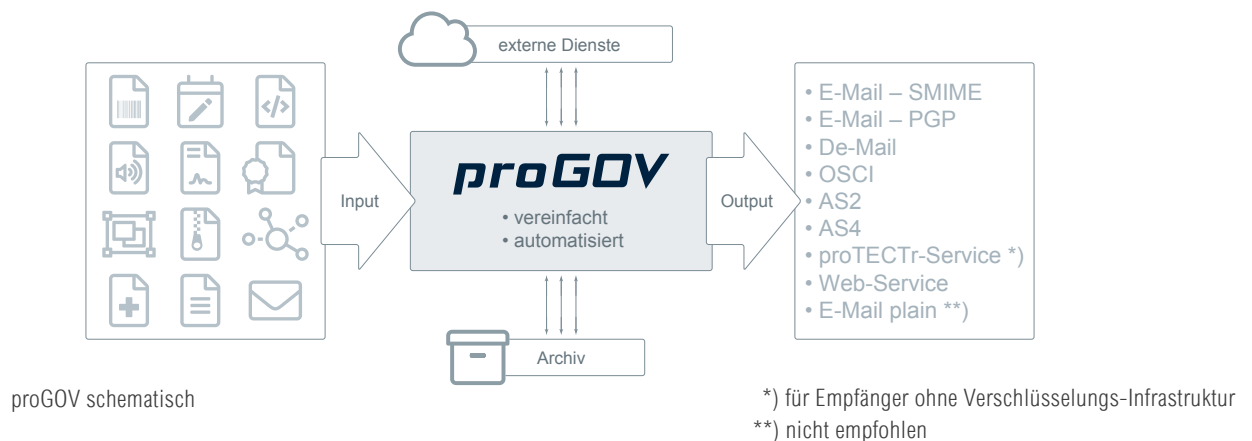 externe Dienste
Input
proGOV
• vereinfacht
• automatisiert
Output
• E-Mail – SMIME
• E-Mail – PGP
• De-Mail
• OSCI
• AS2
• AS4
• proTECTr-Service *)
• Web-Service
• E-Mail plain **)
Archiv
proGOV schematisch
*) für Empfänger ohne Verschlüsselungs-Infrastruktur
**) nicht empfohlen